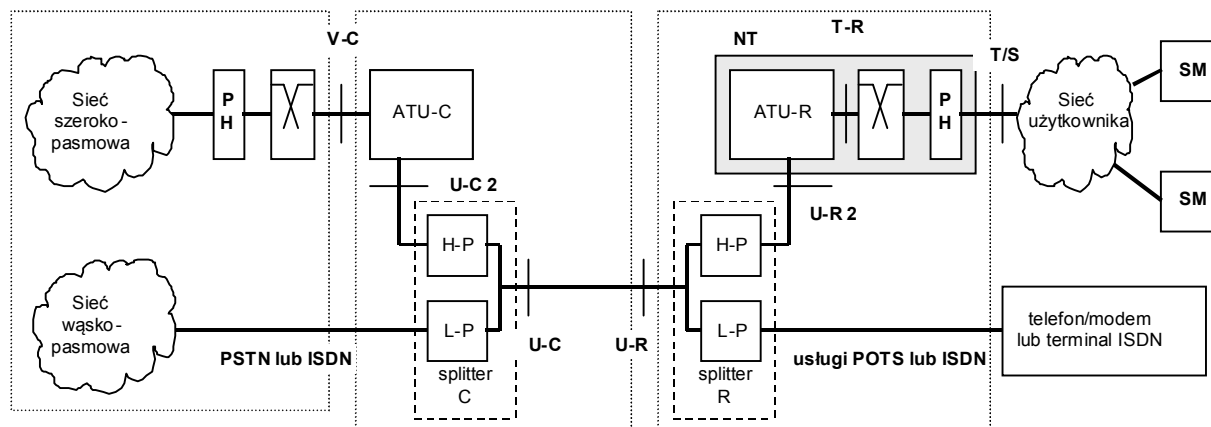 V-C
NT
T-R
T/S
SM
Sieć
szeroko-
pasmowa
P
H
ATU-C
ATU-R
P
H
Sieć
użytkownika
SM
U-C 2
U-R 2
H-P
H-P
Sieć
wąsko-
pasmowa
L-P
L-P
telefon/modem
lub terminal ISDN
PSTN lub ISDN
U-C
U-R
usługi POTS lub ISDN
splitter
C
splitter
R